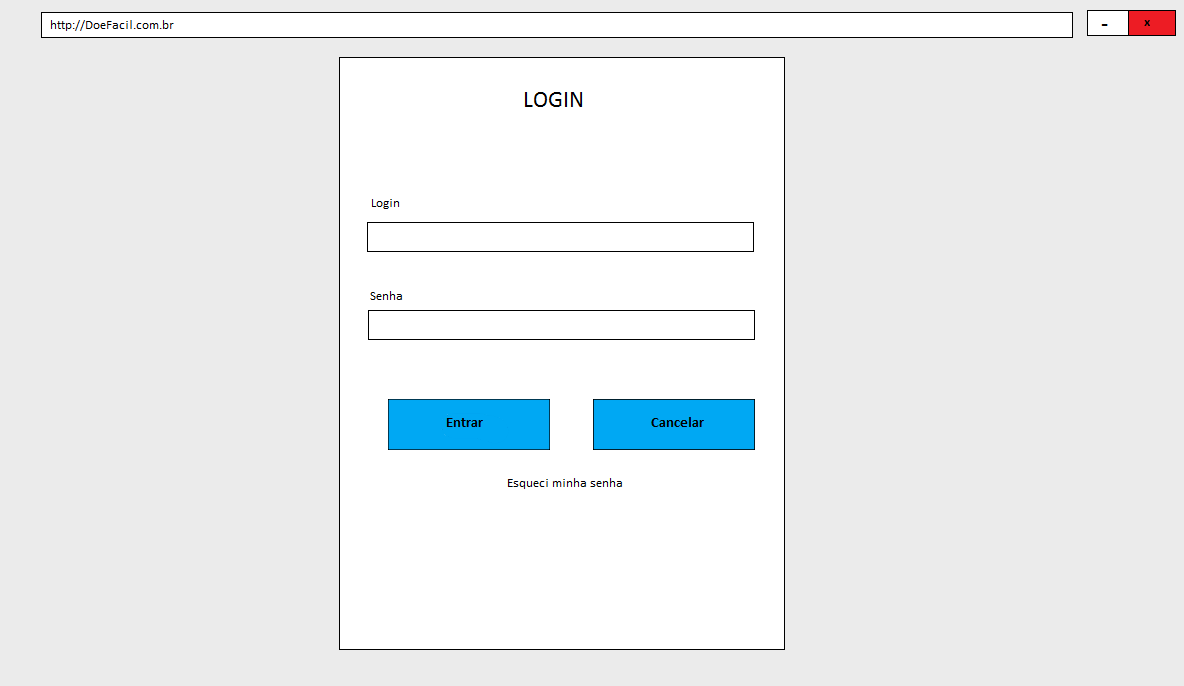 http://DoeFacil.com.br
- x
LOGIN
Login
Senha
Entrar Cancelar
Esqueci minha senha